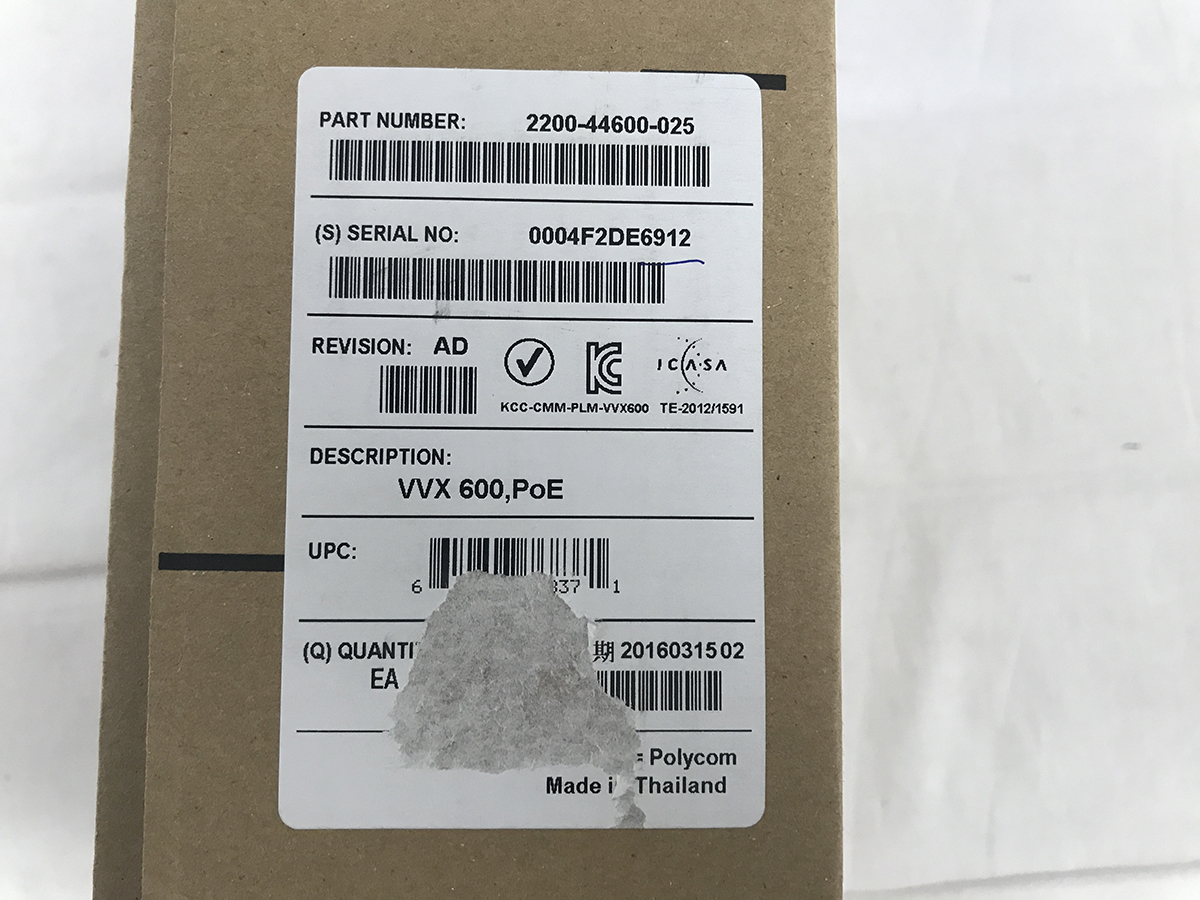 PART NUMBER: 2200-44600-025
(S) SERIAL NO: 0004F2DE6912
REVISION: AD
ICASA
KCC-CMM-PLM-VVX600 TE-2012/1591
DESCRIPTION:
VVX 600,PoE
UPC:
6 837 1
(Q) 期 2016031502
EA
= Polycom
Made Thailand